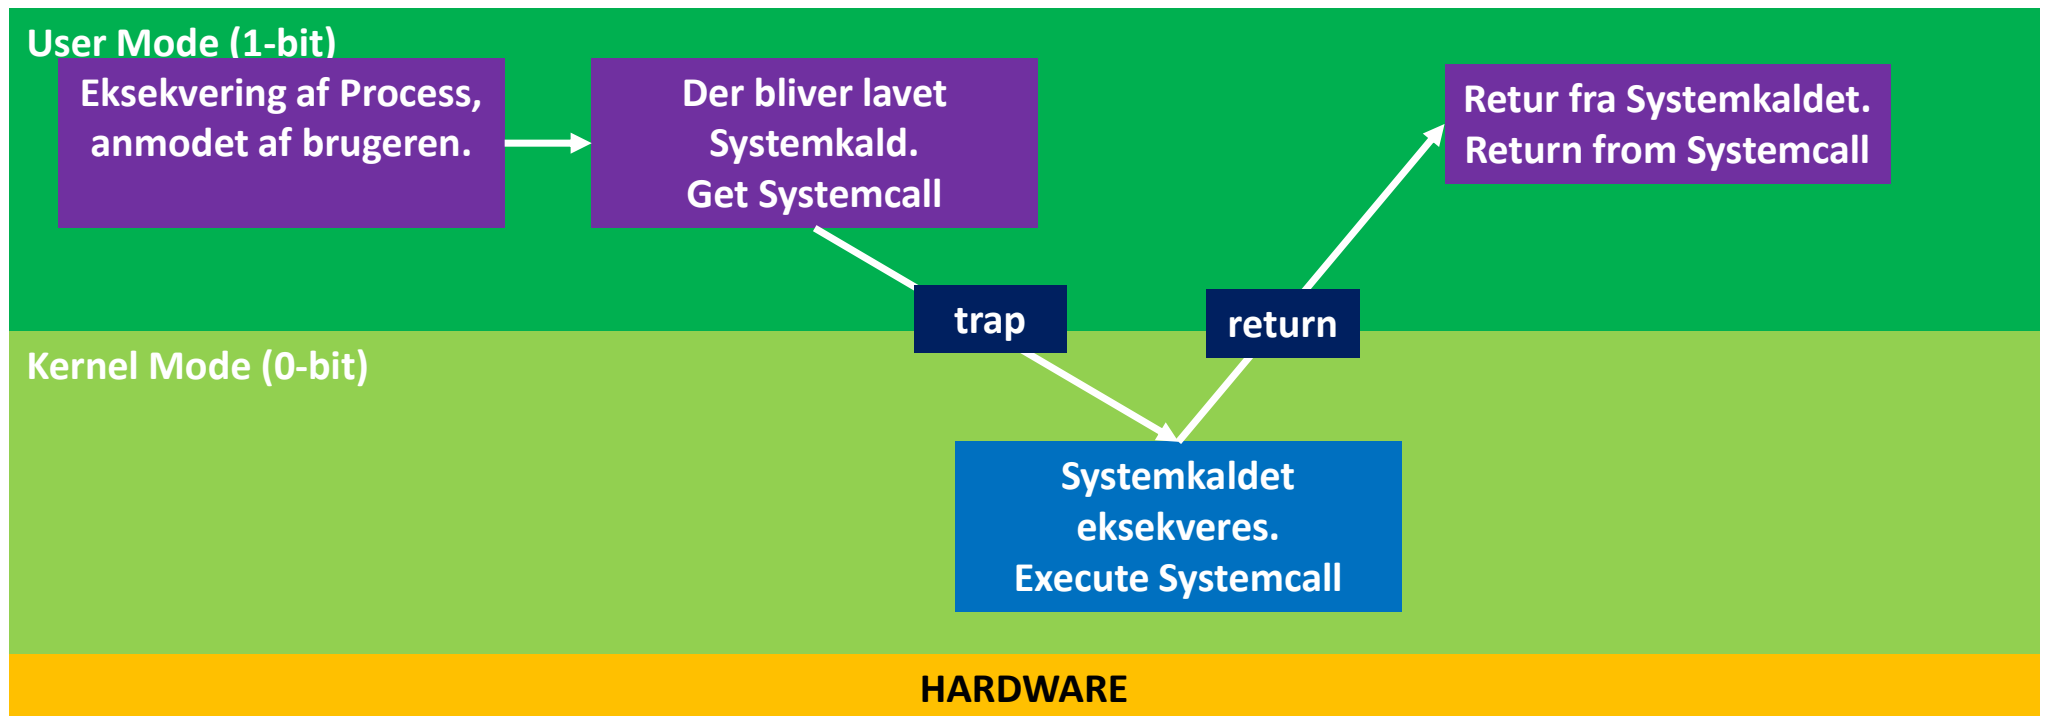 User Mode (1-bit)
Eksekvering af Process,
anmodet af brugeren.
Der bliver lavet
Systemkald.
Get Systemcall
Retur fra Systemkaldet.
Return from Systemcall
trap
return
Kernel Mode (0-bit)
Systemkaldet
eksekveres.
Execute Systemcall
HARDWARE